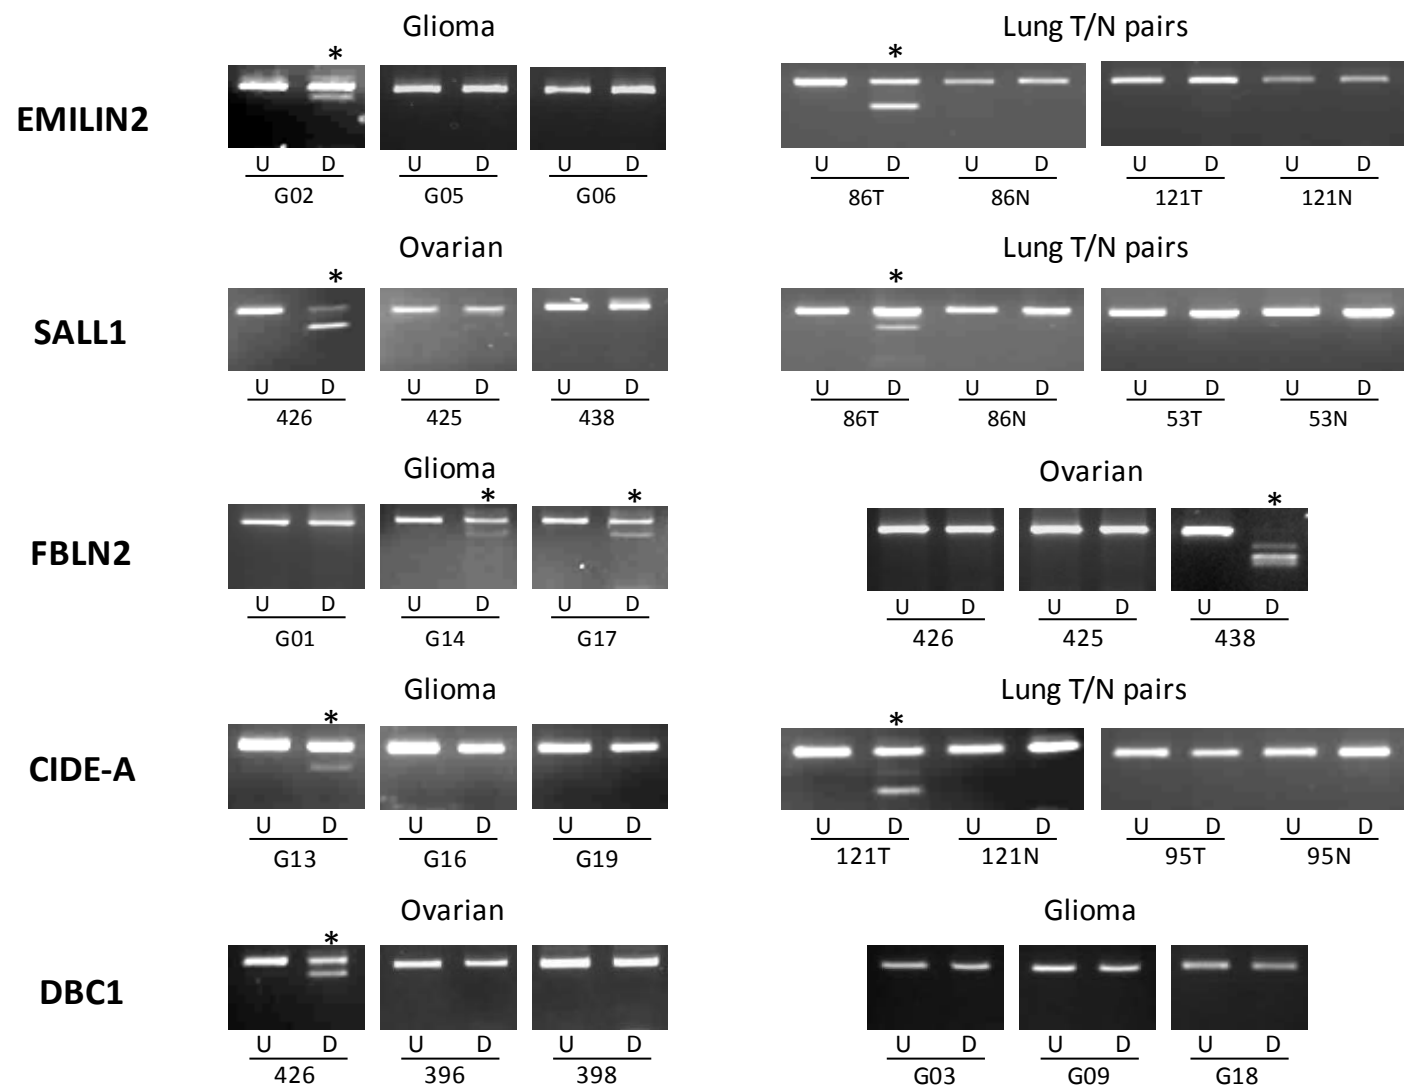 Glioma Lung T/N pairs
* *
EMILIN2
U D U D U D U D U D U D U D
G02 G05 G06 86T 86N 121T 121N
Ovarian Lung T/N pairs
* *
SALL1
U D U D U D U D U D U D U D
426 425 438 86T 86N 53T 53N
Glioma Ovarian
* * *
FBLN2
U D U D U D U D U D U D
G01 G14 G17 426 425 438
Glioma Lung T/N pairs
* *
CIDE-A
U D U D U D U D U D U D U D
G13 G16 G19 121T 121N 95T 95N
Ovarian Glioma
*
DBC1
U D U D U D U D U D U D
426 396 398 G03 G09 G18